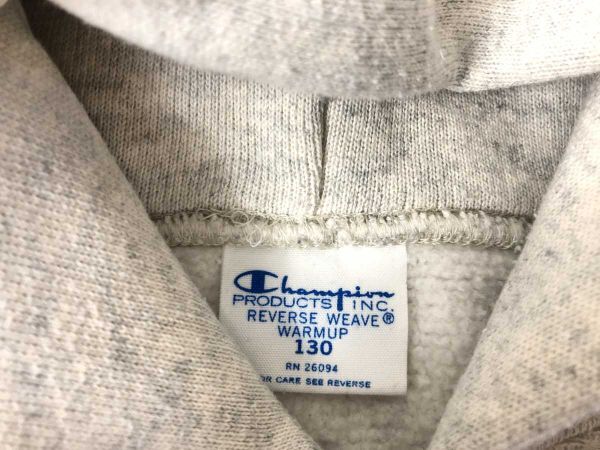 Champion
PRODUCTS INC.
REVERSE WEAVE®
WARMUP
130
RN 26094
OR CARE SEE REVERSE